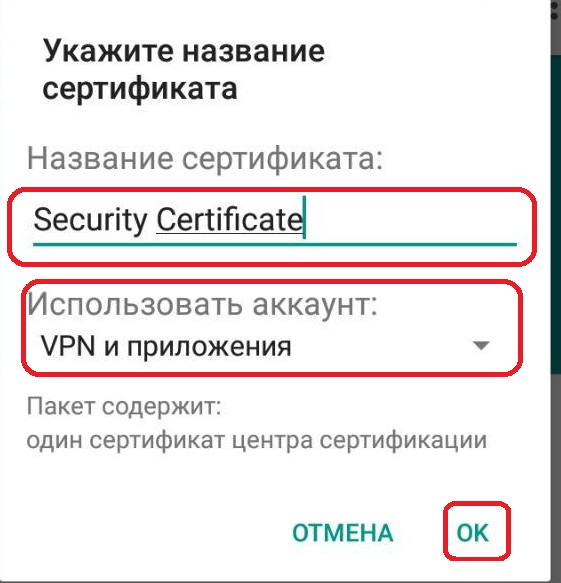 Укажите название
сертификата
Название сертификата:
Security Certificate
Использовать аккаунт:
VPN и приложения
Пакет содержит:
один сертификат центра сертификации
ОТМЕНА
ОК